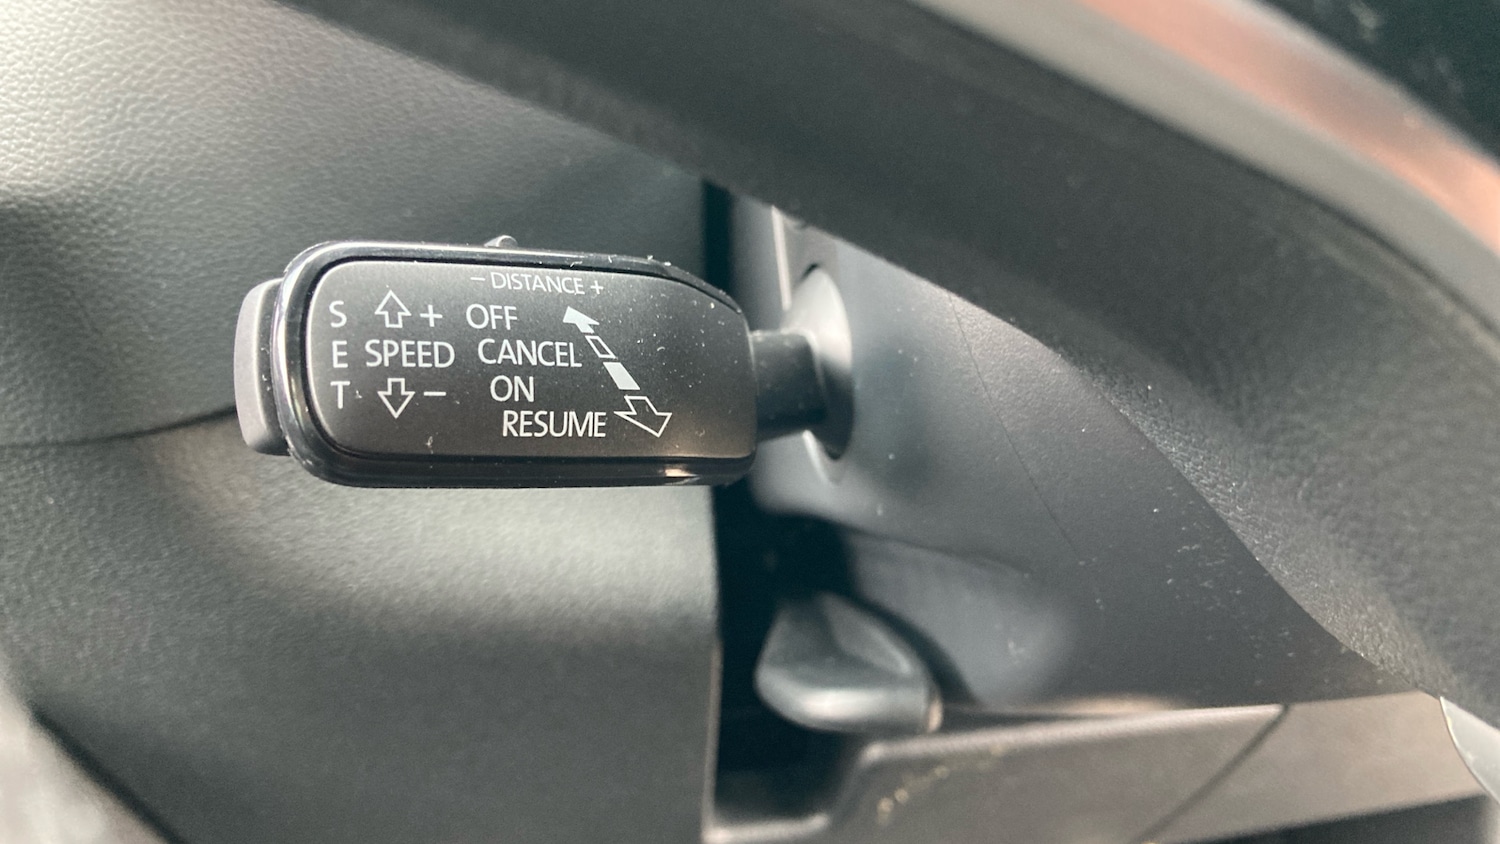 − DISTANCE +
S + OFF
E SPEED CANCEL
T − ON
RESUME